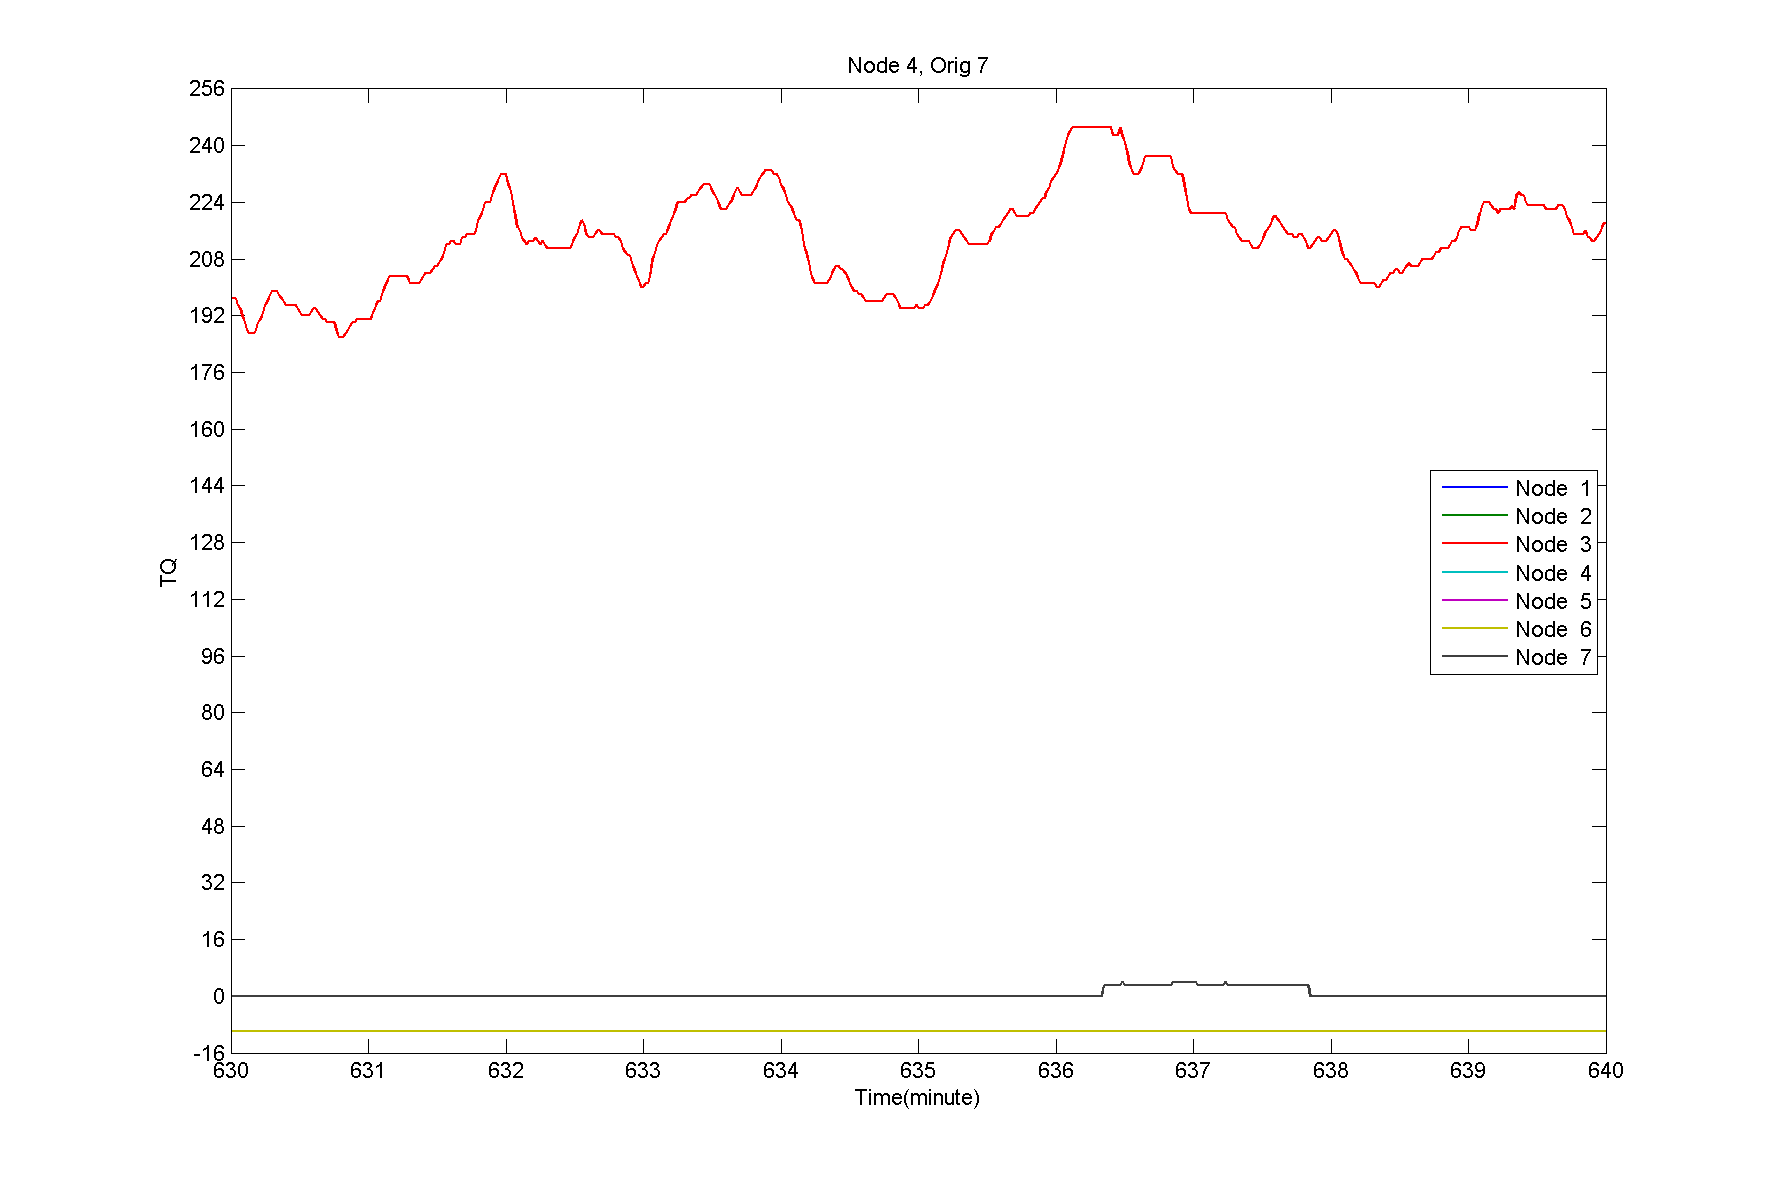 Node 4, Orig 7
256
240
224
208
192
176
160
144
128
112
96
80
64
48
32
16
0
-16
TQ
Node 1
Node 2
Node 3
Node 4
Node 5
Node 6
Node 7
630 631 632 633 634 635 636 637 638 639 640
Time(minute)